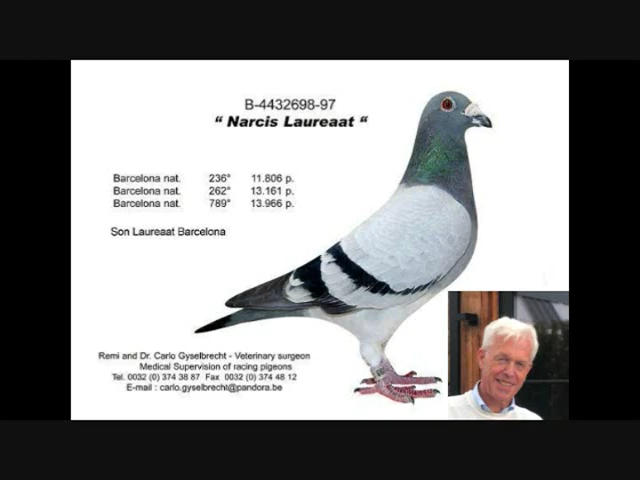 B-4432698-97
“ Narcis Laureaat “
Barcelona nat. 236° 11.806 p.
Barcelona nat. 262° 13.161 p.
Barcelona nat. 789° 13.966 p.
Son Laureaat Barcelona
Remi and Dr. Carlo Gyselbrecht - Veterinary surgeon
Medical Supervision of racing pigeons
Tel. 0032 (0) 374 38 87 Fax 0032 (0) 374 48 12
E-mail : carlo.gyselbrecht@pandora.be